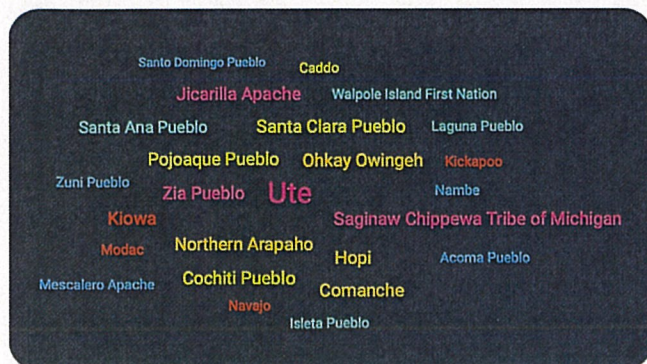 Santo Domingo Pueblo
Caddo
Jicarilla Apache
Walpole Island First Nation
Santa Ana Pueblo
Santa Clara Pueblo
Laguna Pueblo
Pojoaque Pueblo
Ohkay Owingeh
Kickapoo
Zuni Pueblo
Zia Pueblo
Ute
Nambe
Kiowa
Saginaw Chippewa Tribe of Michigan
Modac
Northern Arapaho
Hopi
Acoma Pueblo
Mescalero Apache
Cochiti Pueblo
Comanche
Navajo
Isleta Pueblo